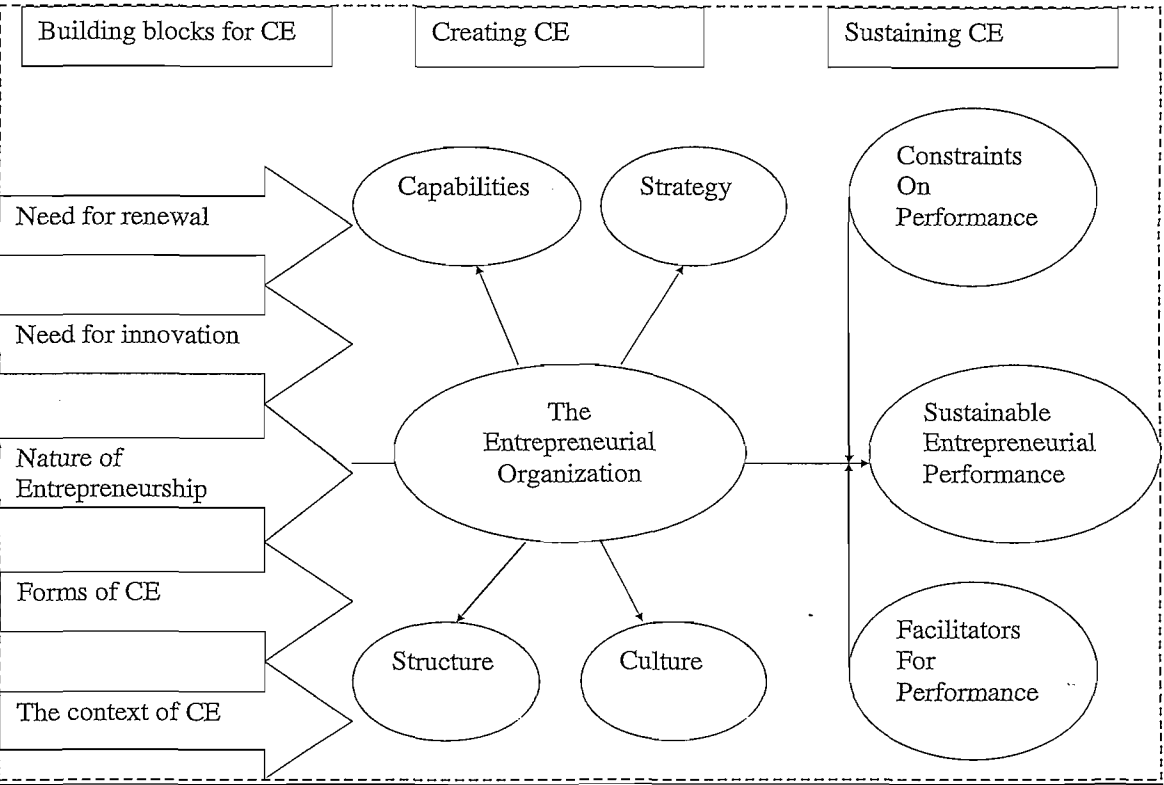 Building blocks for CE
Creating CE
Sustaining CE
Need for renewal
Need for innovation
Nature of
Entrepreneurship
Forms of CE
The context of CE
Capabilities
Strategy
The
Entrepreneurial
Organization
Structure
Culture
Constraints
On
Performance
Sustainable
Entrepreneurial
Performance
Facilitators
For
Performance